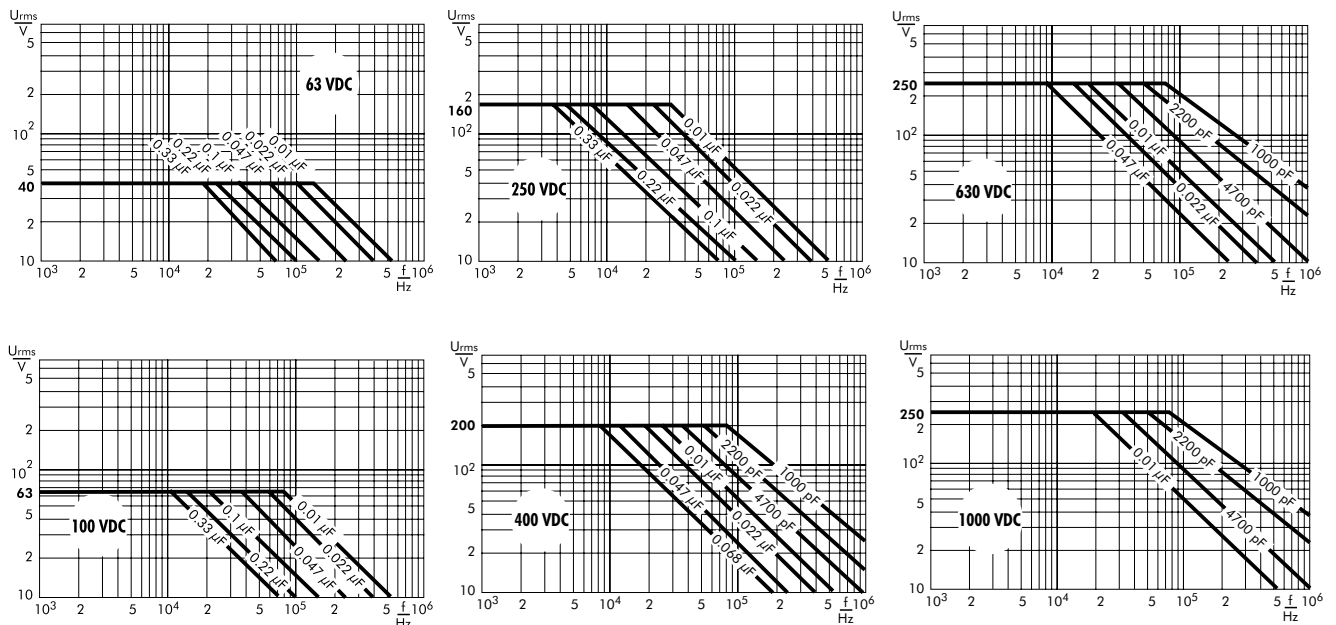 Urms
V
5
63 VDC
2
10²
0.33 µF
0.22 µF
0.1 µF
0.047 µF
0.022 µF
0.01 µF
5
40
2
10
10³ 2 5 10⁴ 2 5 10⁵ 2 f/Hz 10⁶
Urms
V
5
2
160
10²
0.01 µF
0.33 µF
0.047 µF
5
250 VDC
0.22 µF
0.022 µF
2
0.1 µF
10
10³ 2 5 10⁴ 2 5 10⁵ 2 f/Hz 10⁶
Urms
V
5
250
2
2200 pF
10²
0.01 µF
1000 pF
0.047 µF
5
630 VDC
4700 pF
0.022 µF
2
10
10³ 2 5 10⁴ 2 5 10⁵ 2 f/Hz 10⁶
Urms
V
5
2
10²
63
5
100 VDC
0.33 µF
0.1 µF
0.01 µF
2
0.22 µF
0.047 µF
0.022 µF
10
10³ 2 5 10⁴ 2 5 10⁵ 2 f/Hz 10⁶
Urms
V
5
200
2200 pF
10²
0.01 µF
1000 pF
0.047 µF
4700 pF
5
400 VDC
0.022 µF
2
0.068 µF
10
10³ 2 5 10⁴ 2 5 10⁵ 2 f/Hz 10⁶
Urms
V
5
250
2
2200 pF
10²
0.01 µF
1000 pF
5
1000 VDC
4700 pF
2
10
10³ 2 5 10⁴ 2 5 10⁵ 2 f/Hz 10⁶